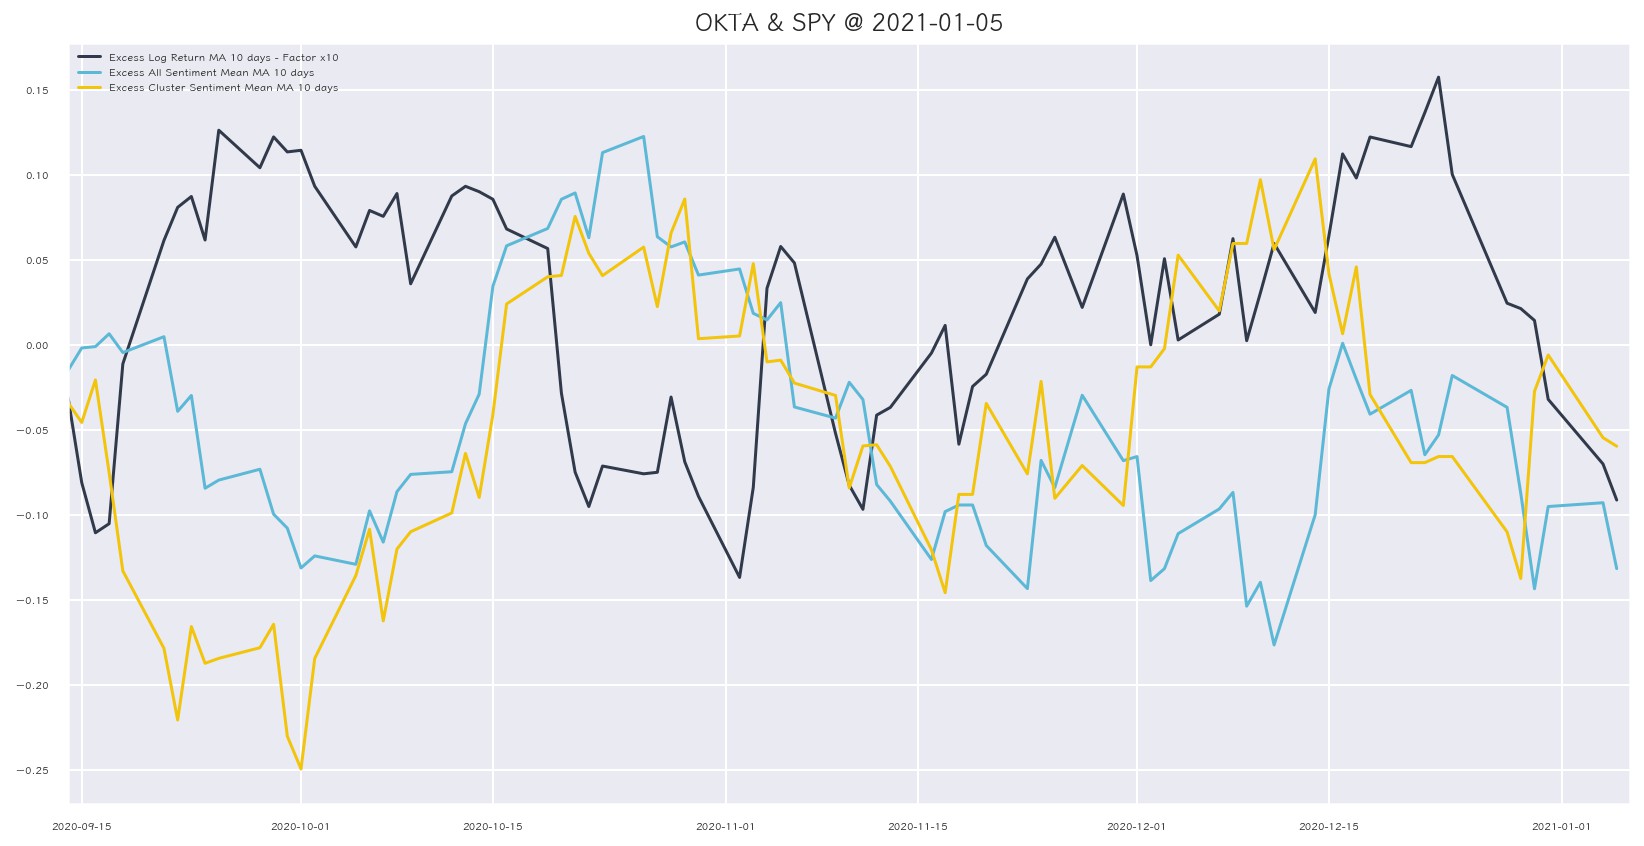 OKTA & SPY @ 2021-01-05
Excess Log Return MA 10 days - Factor x10
Excess All Sentiment Mean MA 10 days
Excess Cluster Sentiment Mean MA 10 days
0.15
0.10
0.05
0.00
−0.05
−0.10
−0.15
−0.20
−0.25
2020-09-15 2020-10-01 2020-10-15 2020-11-01 2020-11-15 2020-12-01 2020-12-15 2021-01-01